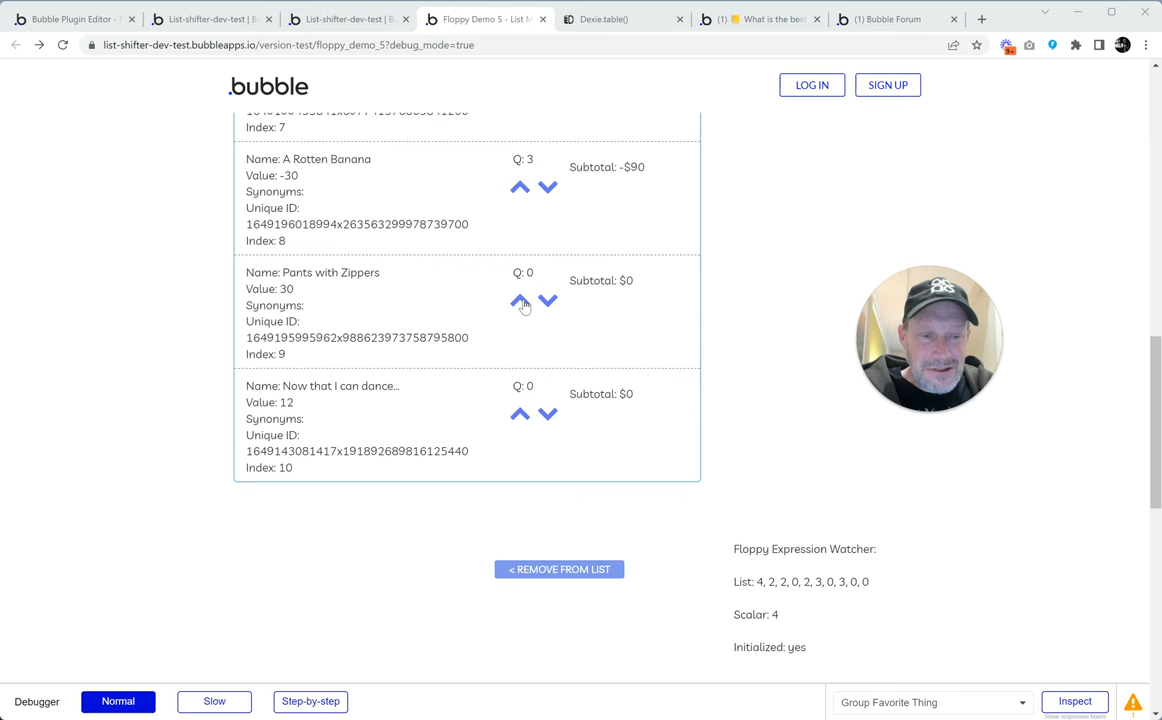 Bubble Plugin Editor -
List-shifter-dev-test | B
List-shifter-dev-test | Bub
Floppy Demo 5 - List M
Dexie.table()
(1) 📒 What is the best
(1) Bubble Forum
list-shifter-dev-test.bubbleapps.io/version-test/floppy_demo_5?debug_mode=true
9+
.bubble
LOG IN
SIGN UP
Index: 7
Name: A Rotten Banana
Q: 3
Subtotal: -$90
Value: -30
Synonyms:
Unique ID:
1649196018994x263563299978739700
Index: 8
Name: Pants with Zippers
Q: 0
Subtotal: $0
Value: 30
Synonyms:
Unique ID:
1649195995962x988623973758795800
Index: 9
Name: Now that I can dance...
Q: 0
Subtotal: $0
Value: 12
Synonyms:
Unique ID:
1649143081417x191892689816125440
Index: 10
< REMOVE FROM LIST
Floppy Expression Watcher:
List: 4, 2, 2, 0, 2, 3, 0, 3, 0, 0
Scalar: 4
Initialized: yes
Debugger
Normal
Slow
Step-by-step
Group Favorite Thing
Inspect
Show responsive boxes
1